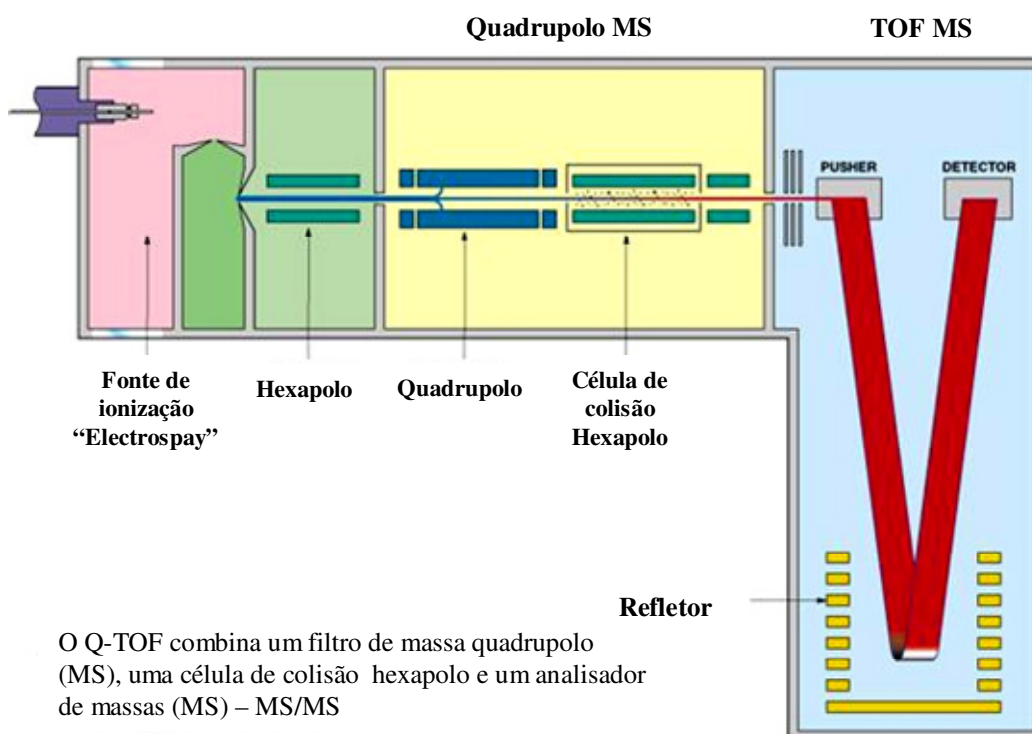 Quadrupolo MS
TOF MS
PUSHER
DETECTOR
Fonte de
ionização
“Electrospay”
Hexapolo
Quadrupolo
Célula de
colisão
Hexapolo
Refletor
O Q-TOF combina um filtro de massa quadrupolo
(MS), uma célula de colisão hexapolo e um analisador
de massas (MS) – MS/MS